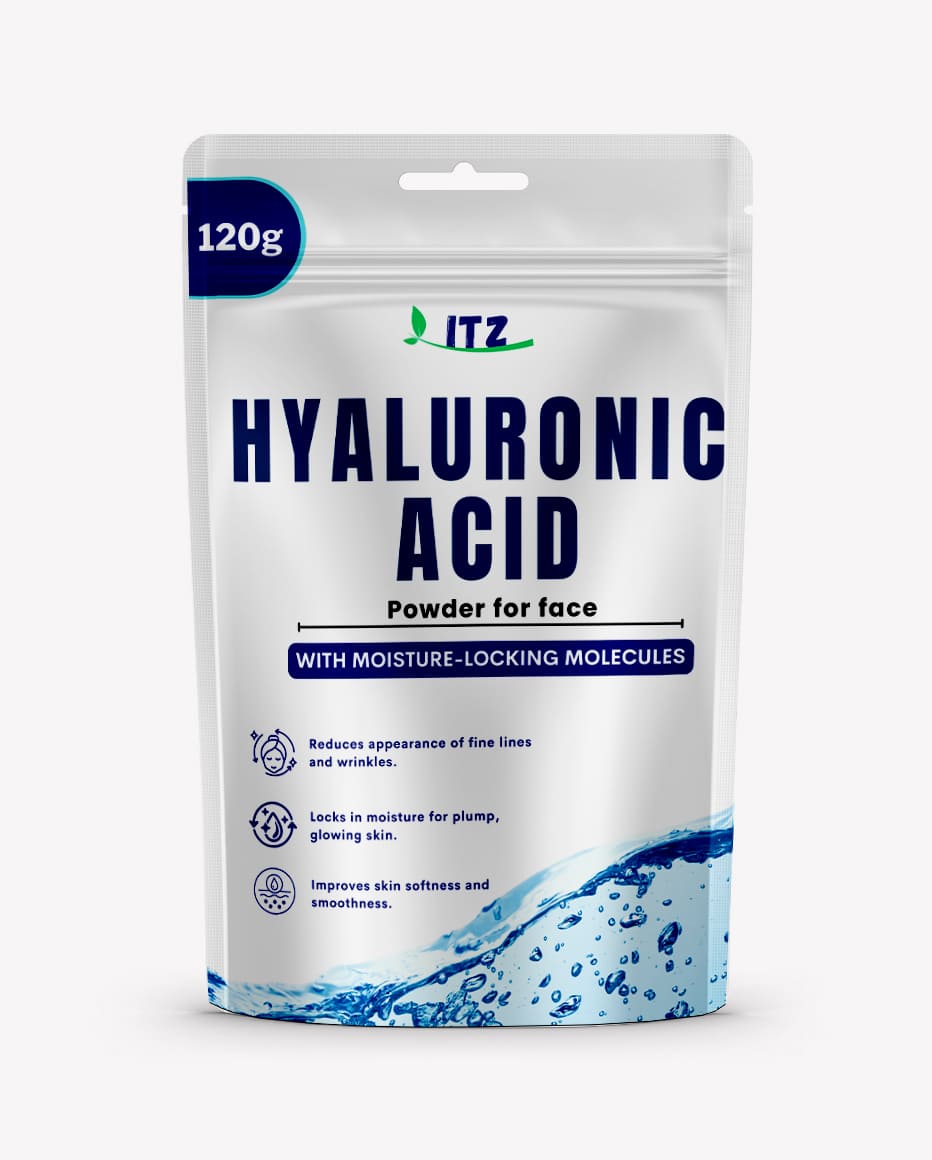 120g
ITZ
HYALURONIC
ACID
Powder for face
WITH MOISTURE-LOCKING MOLECULES
Reduces appearance of fine lines
and wrinkles.
Locks in moisture for plump,
glowing skin.
Improves skin softness and
smoothness.